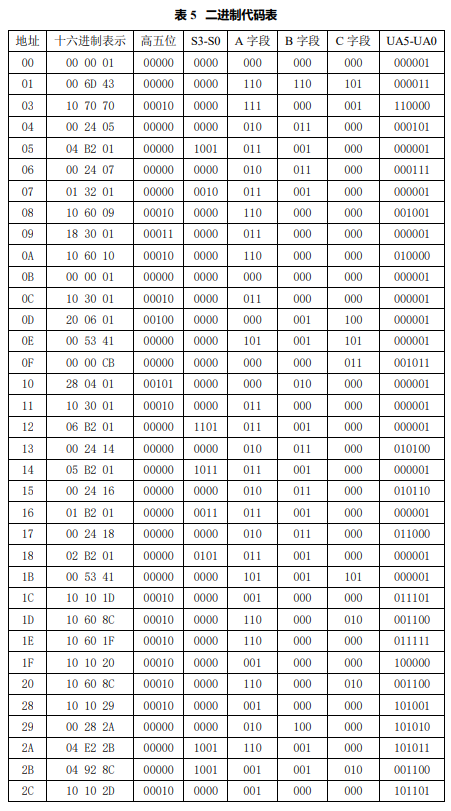 表 5 二进制代码表
地址 十六进制表示 高五位 S3-S0 A 字段 B 字段 C 字段 UA5-UA0
00 00 00 01 00000 0000 000 000 000 000001
01 00 6D 43 00000 0000 110 110 101 000011
03 10 70 70 00010 0000 111 000 001 110000
04 00 24 05 00000 0000 010 011 000 000101
05 04 B2 01 00000 1001 011 001 000 000001
06 00 24 07 00000 0000 010 011 000 000111
07 01 32 01 00000 0010 011 001 000 000001
08 10 60 09 00010 0000 110 000 000 001001
09 18 30 01 00011 0000 011 000 000 000001
0A 10 60 10 00010 0000 110 000 000 010000
0B 00 00 01 00000 0000 000 000 000 000001
0C 10 30 01 00010 0000 011 000 000 000001
0D 20 06 01 00100 0000 000 001 100 000001
0E 00 53 41 00000 0000 101 001 101 000001
0F 00 00 CB 00000 0000 000 000 011 001011
10 28 04 01 00101 0000 000 010 000 000001
11 10 30 01 00010 0000 011 000 000 000001
12 06 B2 01 00000 1101 011 001 000 000001
13 00 24 14 00000 0000 010 011 000 010100
14 05 B2 01 00000 1011 011 001 000 000001
15 00 24 16 00000 0000 010 011 000 010110
16 01 B2 01 00000 0011 011 001 000 000001
17 00 24 18 00000 0000 010 011 000 011000
18 02 B2 01 00000 0101 011 001 000 000001
1B 00 53 41 00000 0000 101 001 101 000001
1C 10 10 1D 00010 0000 001 000 000 011101
1D 10 60 8C 00010 0000 110 000 010 001100
1E 10 60 1F 00010 0000 110 000 000 011111
1F 10 10 20 00010 0000 001 000 000 100000
20 10 60 8C 00010 0000 110 000 010 001100
28 10 10 29 00010 0000 001 000 000 101001
29 00 28 2A 00000 0000 010 100 000 101010
2A 04 E2 2B 00000 1001 110 001 000 101011
2B 04 92 8C 00000 1001 001 001 010 001100
2C 10 10 2D 00010 0000 001 000 000 101101